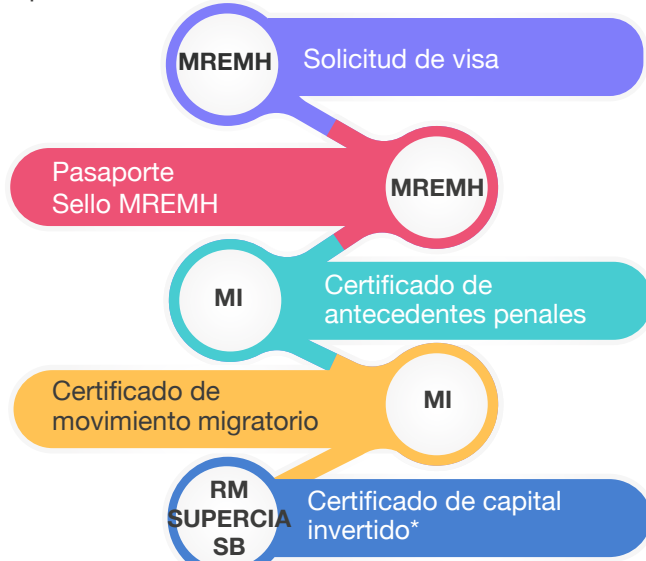 MREMH
Solicitud de visa
Pasaporte
Sello MREMH
MREMH
MI
Certificado de
antecedentes penales
Certificado de
movimiento migratorio
MI
RM
SUPERCIA
SB
Certificado de capital
invertido*